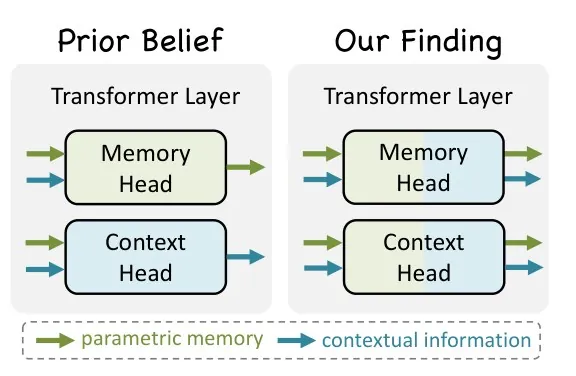 Prior Belief
Transformer Layer
Memory
Head
Context
Head
Our Finding
Transformer Layer
Memory
Head
Context
Head
parametric memory
contextual information